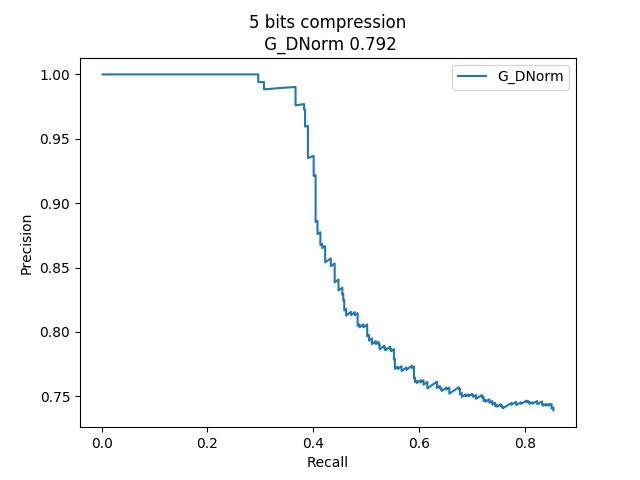 5 bits compression
G_DNorm 0.792
G_DNorm
1.00
0.95
0.90
0.85
0.80
0.75
Precision
0.0 0.2 0.4 0.6 0.8
Recall